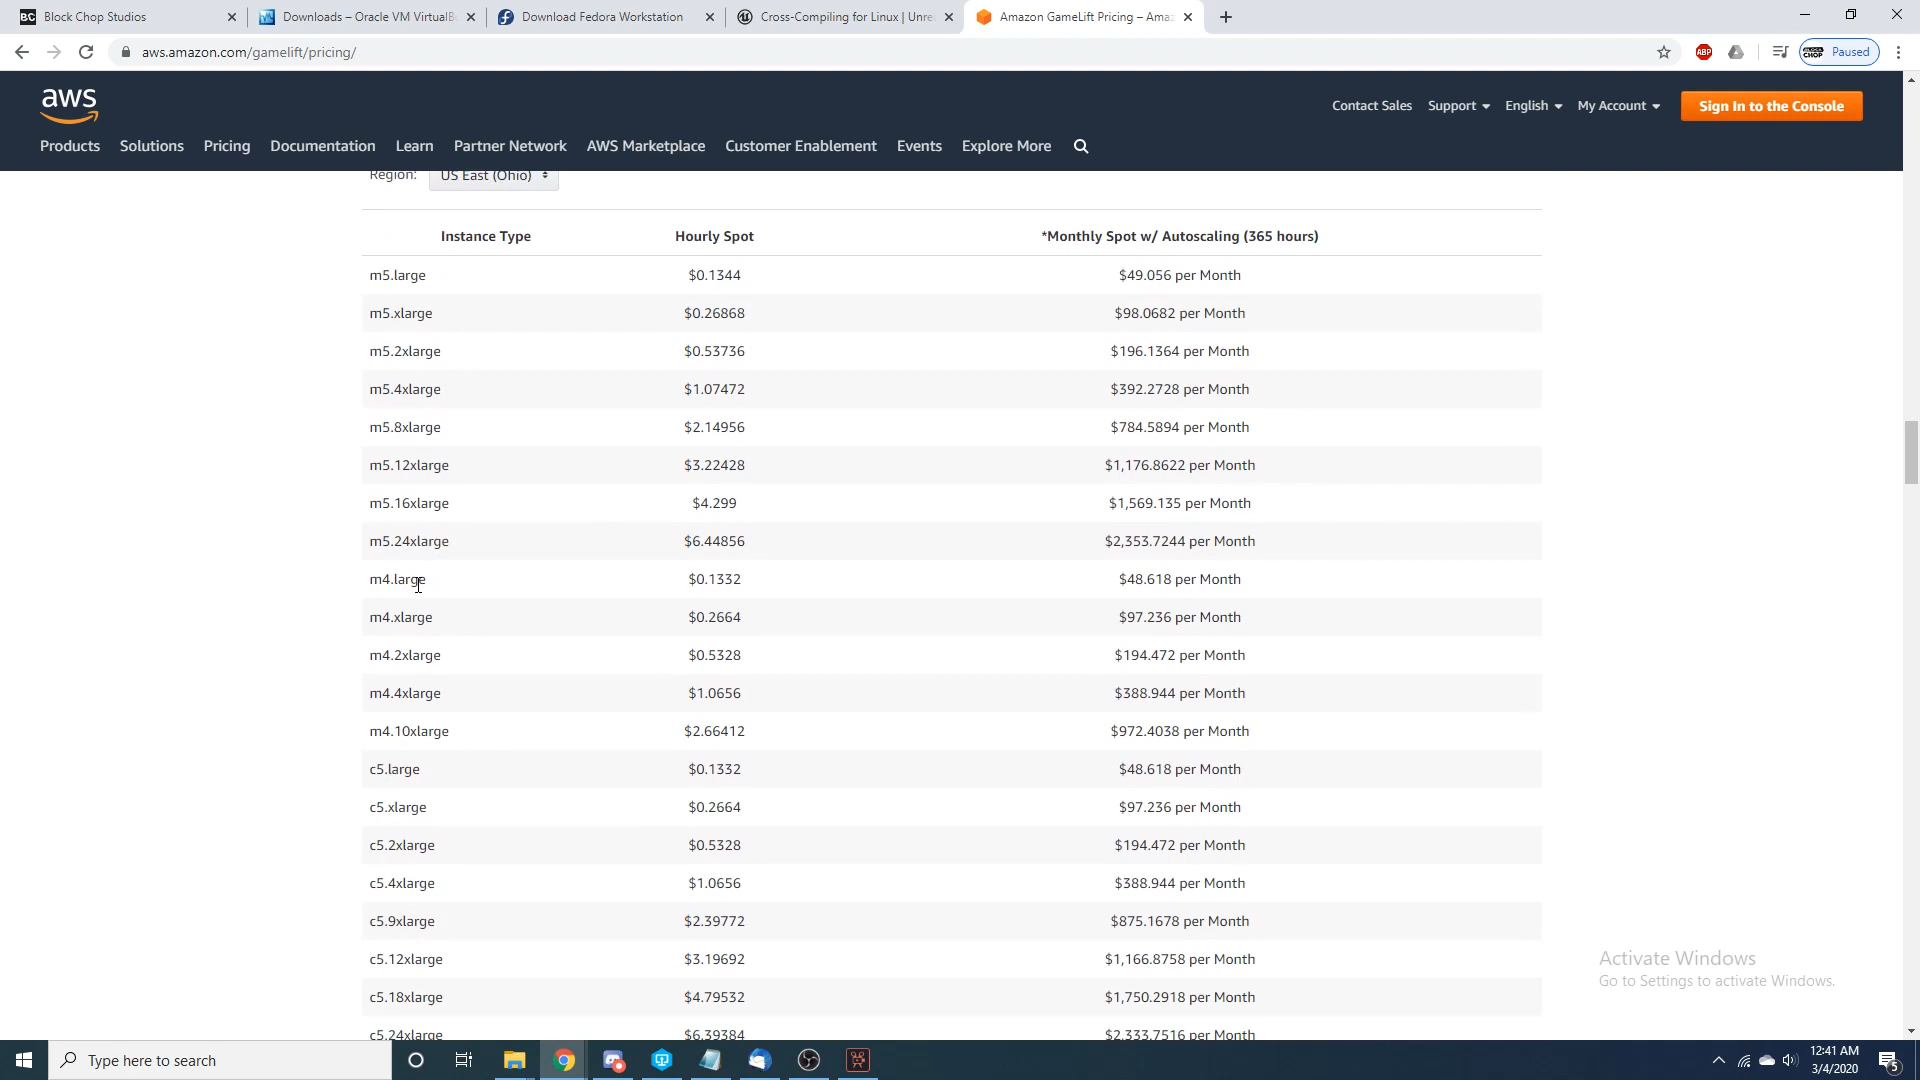 Block Chop Studios
Downloads – Oracle VM VirtualB
Download Fedora Workstation
Cross-Compiling for Linux | Unre
Amazon GameLift Pricing – Amaz
aws.amazon.com/gamelift/pricing/
ABP
BLOCK CHOP
Paused
aws
Contact Sales
Support
English
My Account
Sign In to the Console
Products
Solutions
Pricing
Documentation
Learn
Partner Network
AWS Marketplace
Customer Enablement
Events
Explore More
Region: US East (Ohio)
Instance Type Hourly Spot *Monthly Spot w/ Autoscaling (365 hours)
m5.large $0.1344 $49.056 per Month
m5.xlarge $0.26868 $98.0682 per Month
m5.2xlarge $0.53736 $196.1364 per Month
m5.4xlarge $1.07472 $392.2728 per Month
m5.8xlarge $2.14956 $784.5894 per Month
m5.12xlarge $3.22428 $1,176.8622 per Month
m5.16xlarge $4.299 $1,569.135 per Month
m5.24xlarge $6.44856 $2,353.7244 per Month
m4.large $0.1332 $48.618 per Month
m4.xlarge $0.2664 $97.236 per Month
m4.2xlarge $0.5328 $194.472 per Month
m4.4xlarge $1.0656 $388.944 per Month
m4.10xlarge $2.66412 $972.4038 per Month
c5.large $0.1332 $48.618 per Month
c5.xlarge $0.2664 $97.236 per Month
c5.2xlarge $0.5328 $194.472 per Month
c5.4xlarge $1.0656 $388.944 per Month
c5.9xlarge $2.39772 $875.1678 per Month
c5.12xlarge $3.19692 $1,166.8758 per Month
c5.18xlarge $4.79532 $1,750.2918 per Month
c5.24xlarge $6.39384 $2,333.7516 per Month
Activate Windows
Go to Settings to activate Windows.
Type here to search
12:41 AM
3/4/2020
5